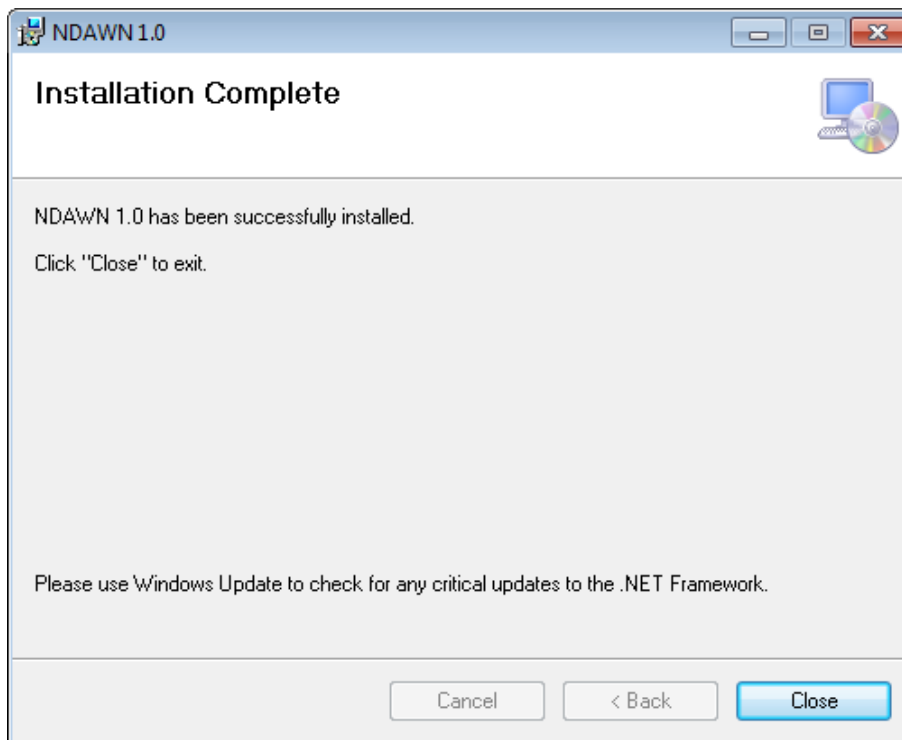 NDAWN 1.0
Installation Complete
NDAWN 1.0 has been successfully installed.
Click "Close" to exit.
Please use Windows Update to check for any critical updates to the .NET Framework.
Cancel
< Back
Close